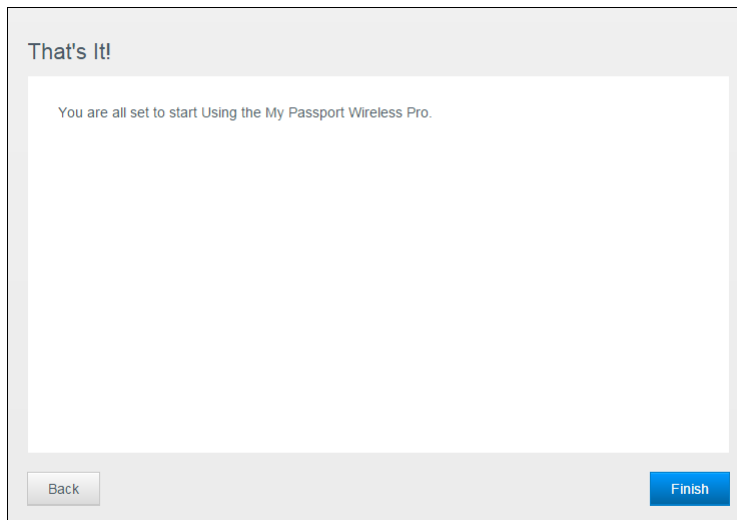 That's It!
You are all set to start Using the My Passport Wireless Pro.
Back
Finish